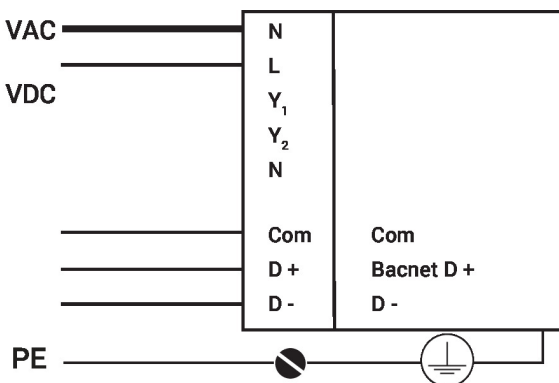 VAC N
L
VDC Y₁
Y₂
N
Com Com
D + Bacnet D +
D - D -
PE